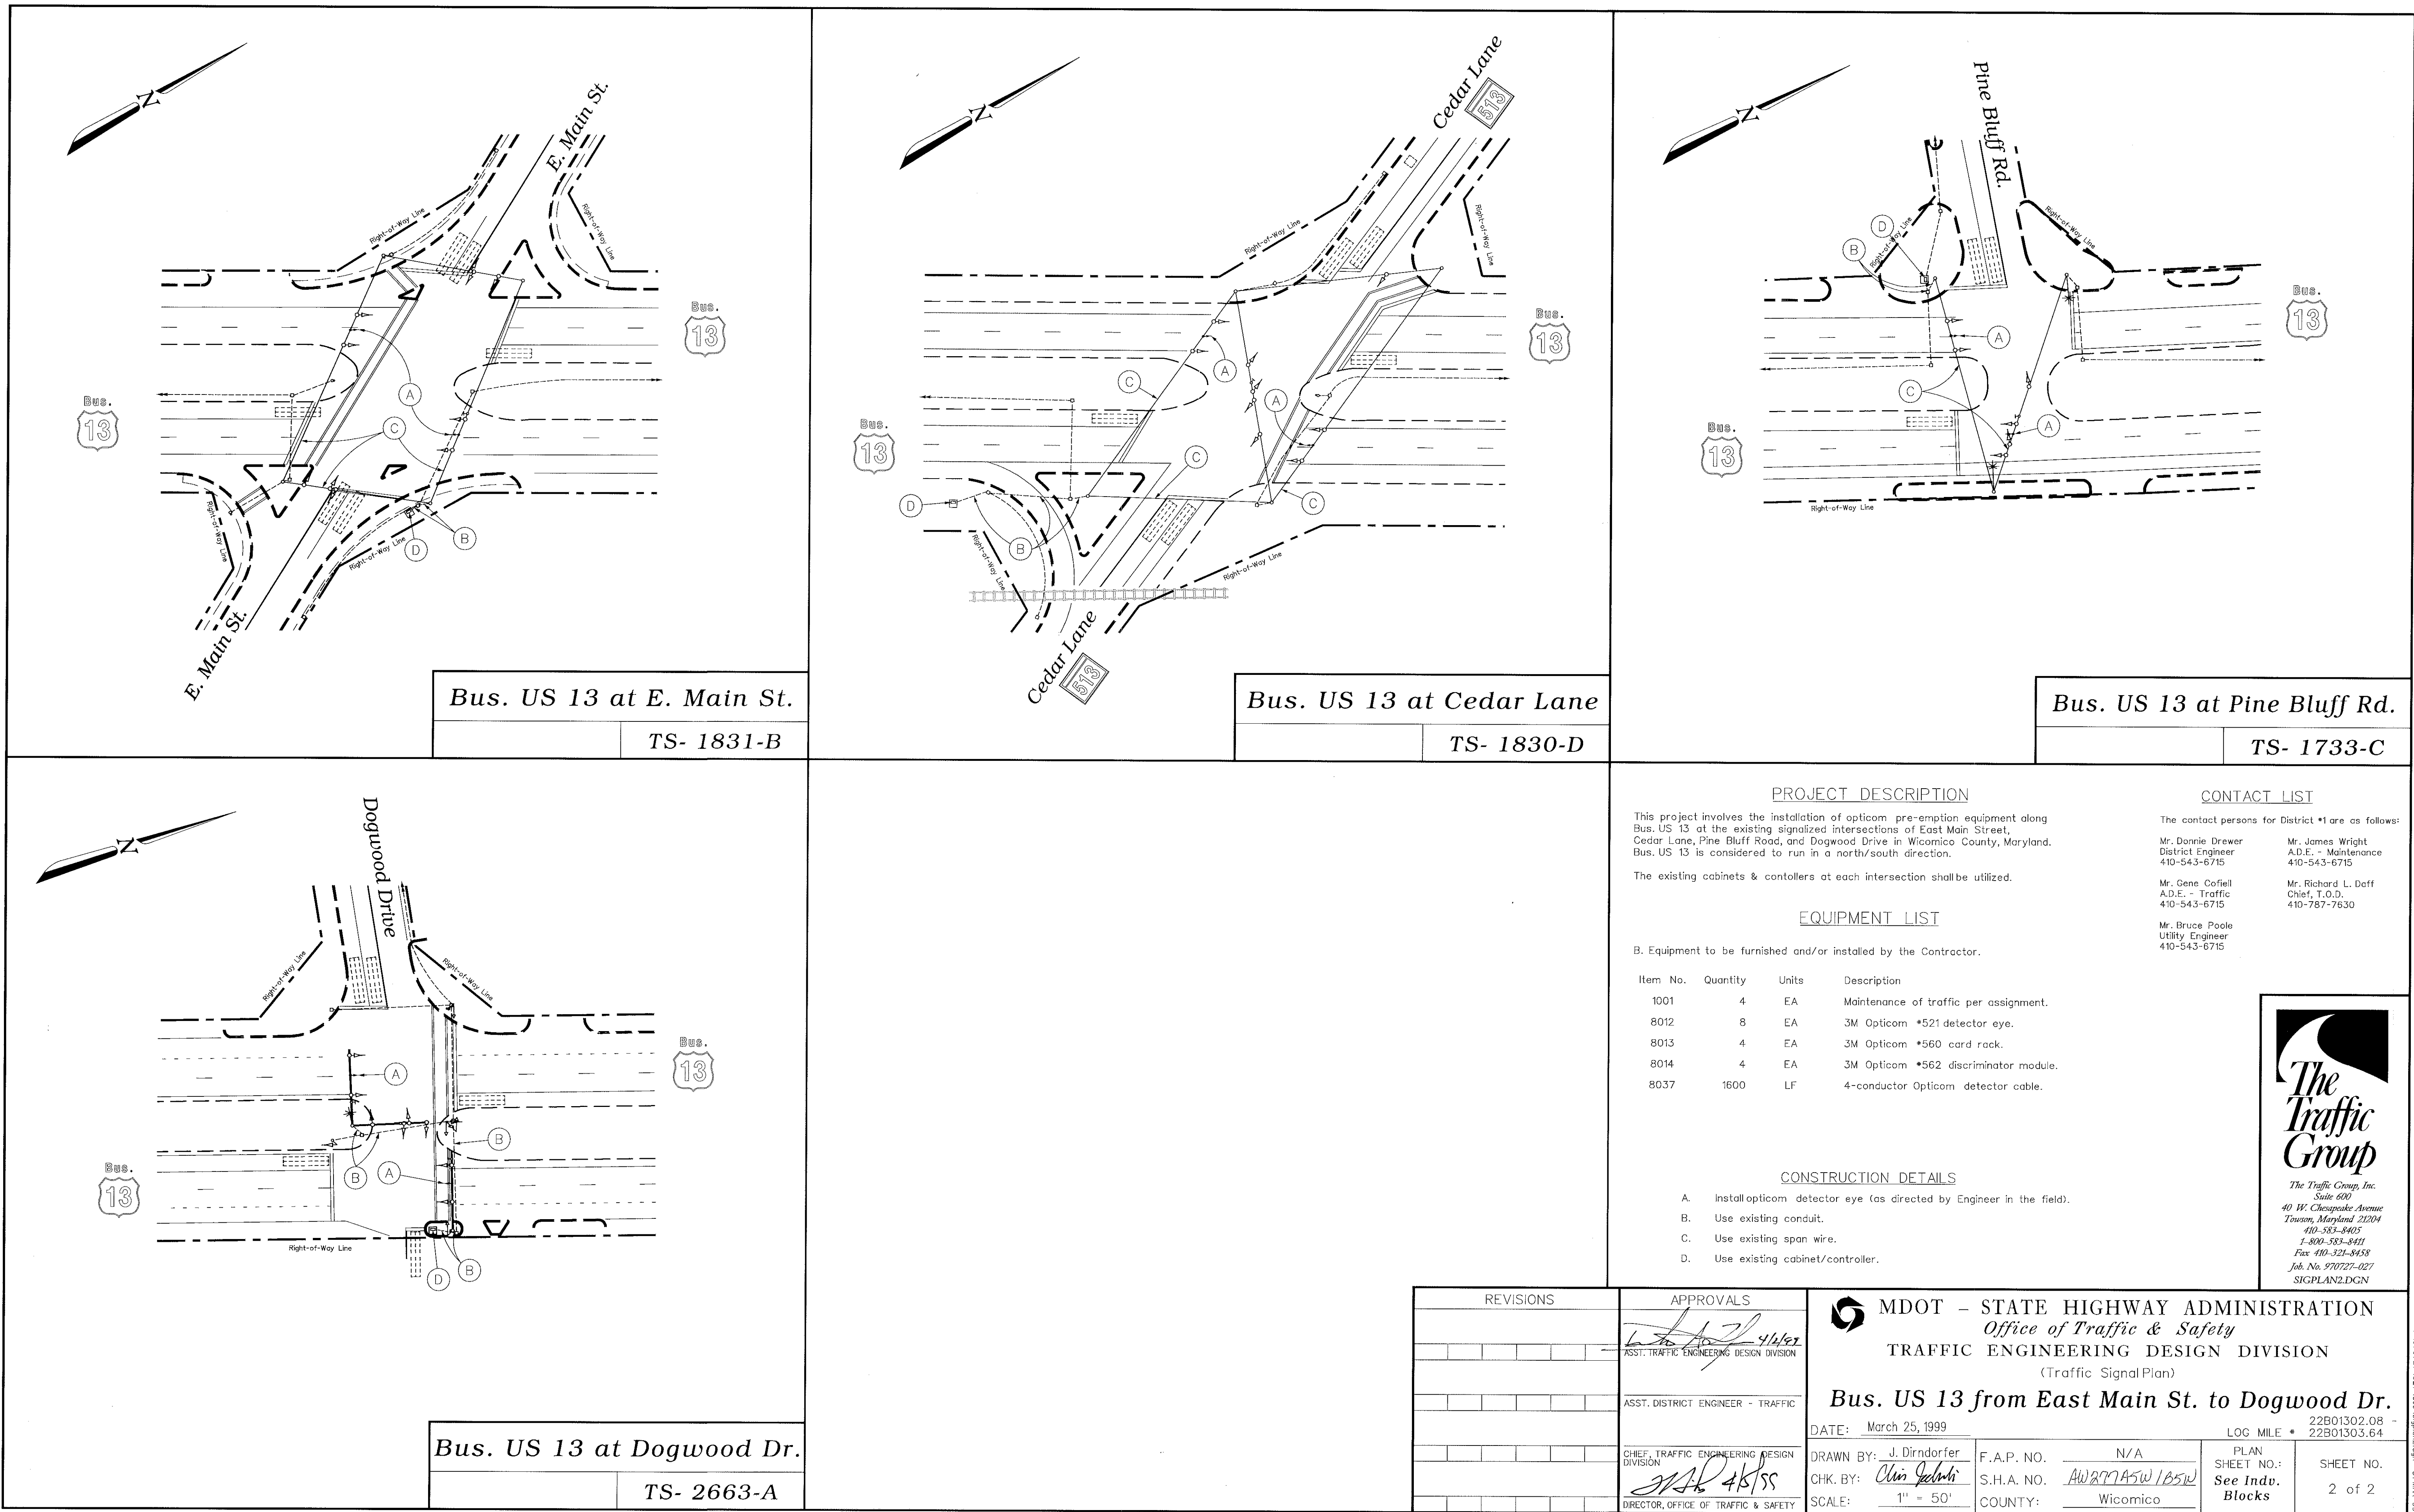 N
E. Main St.
Right-of-Way Line
Right-of-Way Line
Bus.
13
A
Bus.
13
C
Right-of-Way Line
B
D
Right-of-Way Line
E. Main St.
Bus. US 13 at E. Main St.
TS- 1831-B
N
Cedar Lane
513
Right-of-Way Line
Right-of-Way Line
Bus.
13
A
C
A
Bus.
13
C
D
C
B
Right-of-Way Line
Right-of-Way Line
Cedar Lane
513
Bus. US 13 at Cedar Lane
TS- 1830-D
N
Pine Bluff Rd.
D
B
Right-of-Way Line
Right-of-Way Line
Bus.
13
A
C
A
Bus.
13
Right-of-Way Line
Bus. US 13 at Pine Bluff Rd.
TS- 1733-C
N
Dogwood Drive
Right-of-Way Line
Right-of-Way Line
Bus.
13
A
B
B
A
Bus.
13
Right-of-Way Line
D
B
Bus. US 13 at Dogwood Dr.
TS- 2663-A
PROJECT DESCRIPTION
This project involves the installation of opticom pre-emption equipment along
Bus. US 13 at the existing signalized intersections of East Main Street,
Cedar Lane, Pine Bluff Road, and Dogwood Drive in Wicomico County, Maryland.
Bus. US 13 is considered to run in a north/south direction.
The existing cabinets & contollers at each intersection shall be utilized.
EQUIPMENT LIST
B. Equipment to be furnished and/or installed by the Contractor.
Item No. Quantity Units Description
1001 4 EA Maintenance of traffic per assignment.
8012 8 EA 3M Opticom #521 detector eye.
8013 4 EA 3M Opticom #560 card rack.
8014 4 EA 3M Opticom #562 discriminator module.
8037 1600 LF 4-conductor Opticom detector cable.
CONSTRUCTION DETAILS
A. Install opticom detector eye (as directed by Engineer in the field).
B. Use existing conduit.
C. Use existing span wire.
D. Use existing cabinet/controller.
CONTACT LIST
The contact persons for District #1 are as follows:
Mr. Donnie Drewer
District Engineer
410-543-6715
Mr. James Wright
A.D.E. - Maintenance
410-543-6715
Mr. Gene Cofiell
A.D.E. - Traffic
410-543-6715
Mr. Richard L. Daff
Chief, T.O.D.
410-787-7630
Mr. Bruce Poole
Utility Engineer
410-543-6715
The
Traffic
Group
The Traffic Group, Inc.
Suite 600
40 W. Chesapeake Avenue
Towson, Maryland 21204
410-583-8405
1-800-583-8411
Fax 410-321-8458
Job. No. 970727-027
SIGPLAN2.DGN
REVISIONS
APPROVALS
4/2/99
ASST. TRAFFIC ENGINEERING DESIGN DIVISION
ASST. DISTRICT ENGINEER - TRAFFIC
CHIEF, TRAFFIC ENGINEERING DESIGN
DIVISION
4/5/99
DIRECTOR, OFFICE OF TRAFFIC & SAFETY
MDOT - STATE HIGHWAY ADMINISTRATION
Office of Traffic & Safety
TRAFFIC ENGINEERING DESIGN DIVISION
(Traffic Signal Plan)
Bus. US 13 from East Main St. to Dogwood Dr.
DATE: March 25, 1999
LOG MILE # 22B01302.08 -
22B01303.64
DRAWN BY: J. Dirndorfer
CHK. BY:
SCALE: 1" = 50'
F.A.P. NO. N/A
S.H.A. NO. AW277A5W/B5W
COUNTY: Wicomico
PLAN
SHEET NO.:
See Indv.
Blocks
SHEET NO.
2 of 2